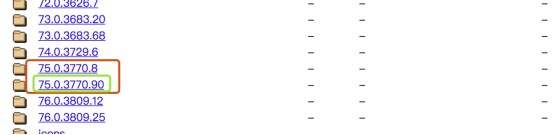 72.0.3626.7 – – –
73.0.3683.20 – – –
73.0.3683.68 – – –
74.0.3729.6 – – –
75.0.3770.8 – – –
75.0.3770.90 – – –
76.0.3809.12 – – –
76.0.3809.25 – – –
icons